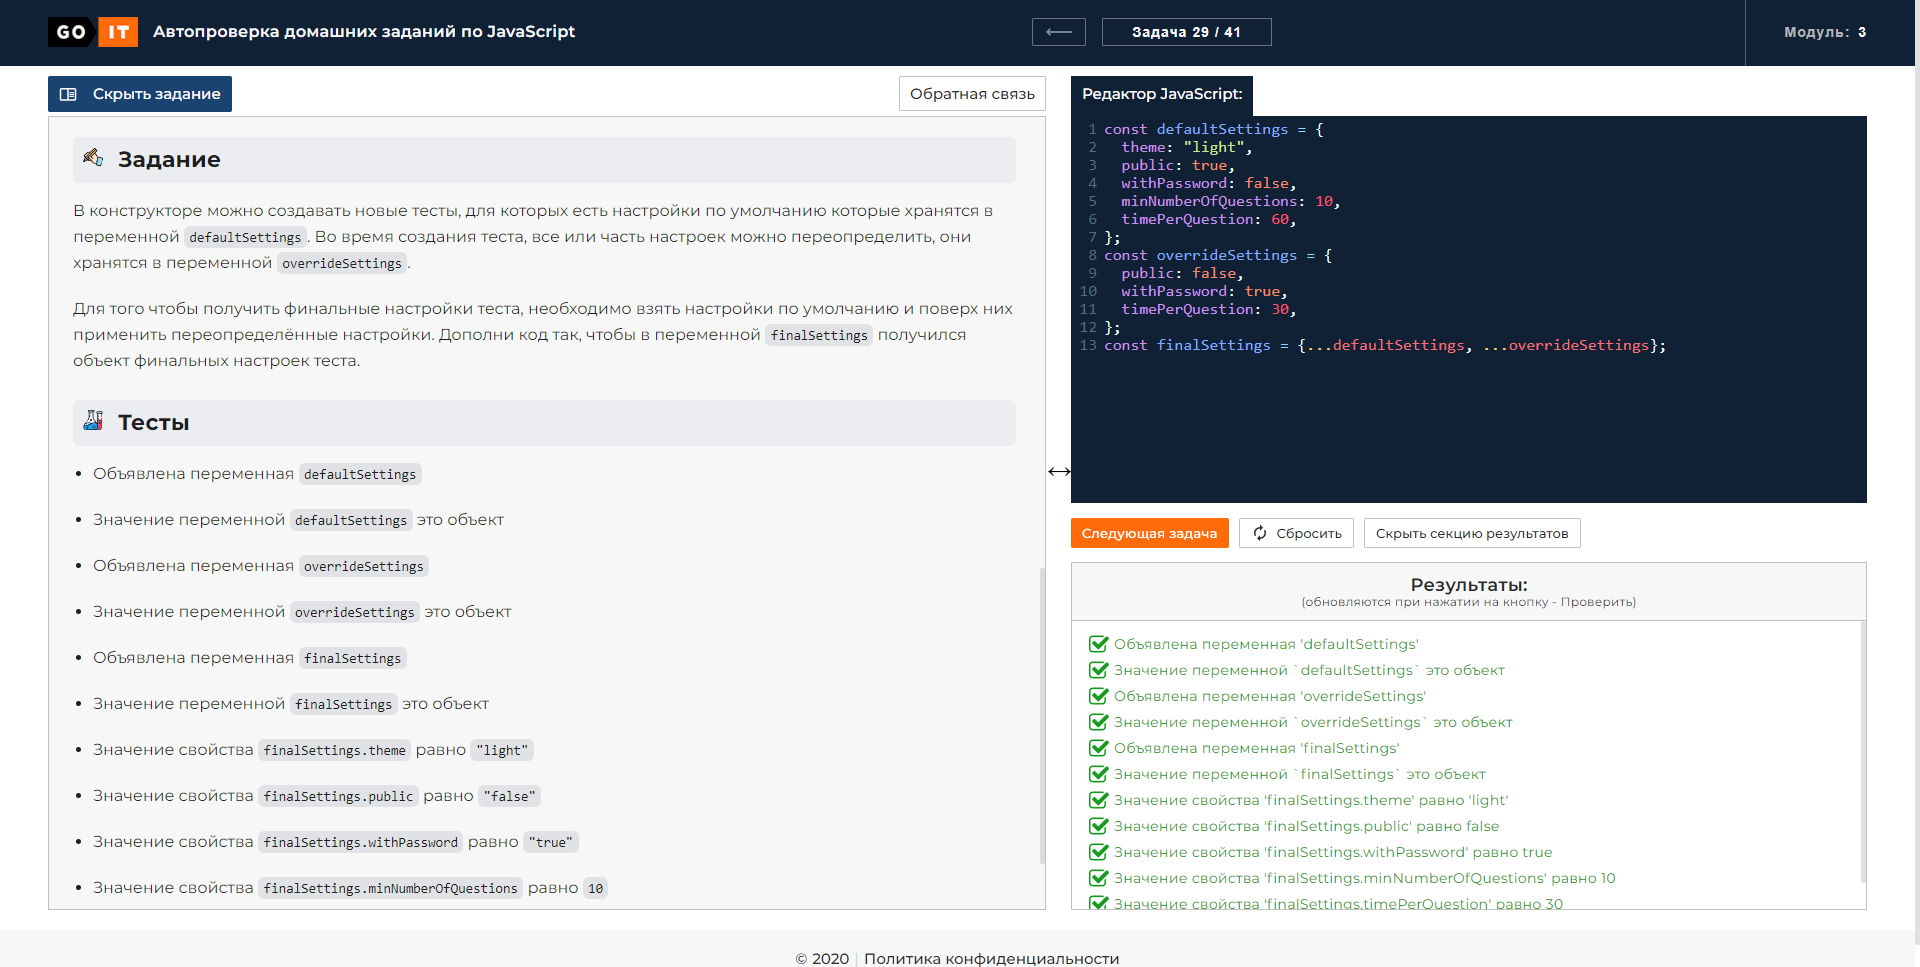 GO IT
Автопроверка домашних заданий по JavaScript
Задача 29 / 41
Модуль: 3
Скрыть задание
Обратная связь
Задание
В конструкторе можно создавать новые тесты, для которых есть настройки по умолчанию которые хранятся в
переменной defaultSettings. Во время создания теста, все или часть настроек можно переопределить, они
хранятся в переменной overrideSettings.
Для того чтобы получить финальные настройки теста, необходимо взять настройки по умолчанию и поверх них
применить переопределённые настройки. Дополни код так, чтобы в переменной finalSettings получился
объект финальных настроек теста.
Тесты
• Объявлена переменная defaultSettings
• Значение переменной defaultSettings это объект
• Объявлена переменная overrideSettings
• Значение переменной overrideSettings это объект
• Объявлена переменная finalSettings
• Значение переменной finalSettings это объект
• Значение свойства finalSettings.theme равно "light"
• Значение свойства finalSettings.public равно "false"
• Значение свойства finalSettings.withPassword равно "true"
• Значение свойства finalSettings.minNumberOfQuestions равно 10
Редактор JavaScript:
1 const defaultSettings = {
2   theme: "light",
3   public: true,
4   withPassword: false,
5   minNumberOfQuestions: 10,
6   timePerQuestion: 60,
7 };
8 const overrideSettings = {
9   public: false,
10   withPassword: true,
11   timePerQuestion: 30,
12 };
13 const finalSettings = {...defaultSettings, ...overrideSettings};
Следующая задача
Сбросить
Скрыть секцию результатов
Результаты:
(обновляются при нажатии на кнопку - Проверить)
Объявлена переменная 'defaultSettings'
Значение переменной `defaultSettings` это объект
Объявлена переменная 'overrideSettings'
Значение переменной `overrideSettings` это объект
Объявлена переменная 'finalSettings'
Значение переменной `finalSettings` это объект
Значение свойства 'finalSettings.theme' равно 'light'
Значение свойства 'finalSettings.public' равно false
Значение свойства 'finalSettings.withPassword' равно true
Значение свойства 'finalSettings.minNumberOfQuestions' равно 10
Значение свойства 'finalSettings.timePerQuestion' равно 30
© 2020 | Политика конфиденциальности